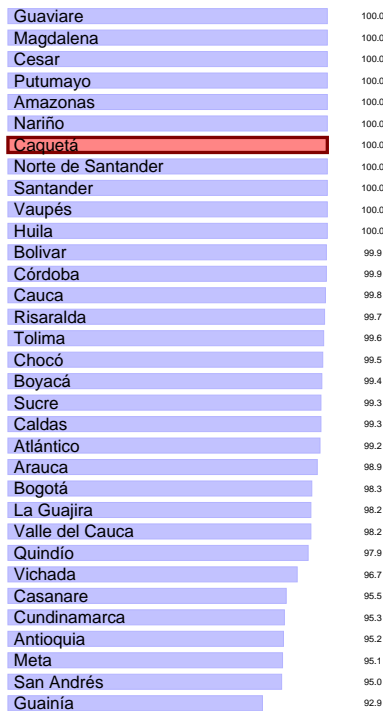 Guaviare 100.0
Magdalena 100.0
Cesar 100.0
Putumayo 100.0
Amazonas 100.0
Nariño 100.0
Caquetá 100.0
Norte de Santander 100.0
Santander 100.0
Vaupés 100.0
Huila 100.0
Bolivar 99.9
Córdoba 99.9
Cauca 99.8
Risaralda 99.7
Tolima 99.6
Chocó 99.5
Boyacá 99.4
Sucre 99.3
Caldas 99.3
Atlántico 99.2
Arauca 98.9
Bogotá 98.3
La Guajira 98.2
Valle del Cauca 98.2
Quindío 97.9
Vichada 96.7
Casanare 95.5
Cundinamarca 95.3
Antioquia 95.2
Meta 95.1
San Andrés 95.0
Guainía 92.9